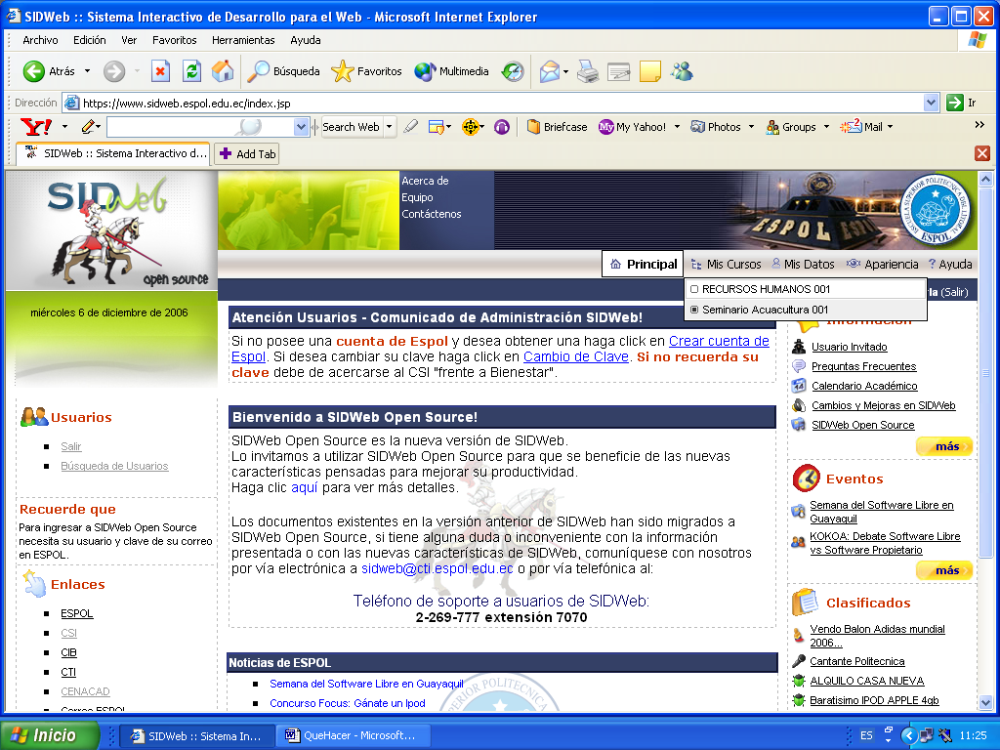 SIDWeb :: Sistema Interactivo de Desarrollo para el Web - Microsoft Internet Explorer
Archivo Edición Ver Favoritos Herramientas Ayuda
Atrás Búsqueda Favoritos Multimedia
Dirección https://www.sidweb.espol.edu.ec/index.jsp Ir
Y! Search Web Briefcase My Yahoo! Photos Groups 2 Mail
SIDWeb :: Sistema Interactivo d... Add Tab
SIDWeb
open source
Acerca de
Equipo
Contáctenos
ESPOL ESPOL
ESCUELA SUPERIOR POLITECNICA DEL LITORAL
ESPOL
Principal Mis Cursos Mis Datos Apariencia ? Ayuda
RECURSOS HUMANOS 001
Seminario Acuacultura 001
la (Salir)
miércoles 6 de diciembre de 2006
Usuarios
Salir
Búsqueda de Usuarios
Recuerde que
Para ingresar a SIDWeb Open Source
necesita su usuario y clave de su correo
en ESPOL.
Enlaces
ESPOL
CSI
CIB
CTI
CENACAD
Correo ESPOL
Atención Usuarios - Comunicado de Administración SIDWeb!
Si no posee una cuenta de Espol y desea obtener una haga click en Crear cuenta de
Espol. Si desea cambiar su clave haga click en Cambio de Clave. Si no recuerda su
clave debe de acercarse al CSI "frente a Bienestar".
Bienvenido a SIDWeb Open Source!
SIDWeb Open Source es la nueva versión de SIDWeb.
Lo invitamos a utilizar SIDWeb Open Source para que se beneficie de las nuevas
características pensadas para mejorar su productividad.
Haga clic aquí para ver más detalles.
Los documentos existentes en la versión anterior de SIDWeb han sido migrados a
SIDWeb Open Source, si tiene alguna duda o inconveniente con la información
presentada o con las nuevas características de SIDWeb, comuníquese con nosotros
por vía electrónica a sidweb@cti.espol.edu.ec o por vía telefónica al:
Teléfono de soporte a usuarios de SIDWeb:
2-269-777 extensión 7070
Noticias de ESPOL
Semana del Software Libre en Guayaquil
Concurso Focus: Gánate un Ipod
Información
Usuario Invitado
Preguntas Frecuentes
Calendario Académico
Cambios y Mejoras en SIDWeb
SIDWeb Open Source
más
Eventos
Semana del Software Libre en
Guayaquil
KOKOA: Debate Software Libre
vs Software Propietario
más
Clasificados
Vendo Balon Adidas mundial
2006...
Cantante Politecnica
ALQUILO CASA NUEVA
Baratisimo IPOD APPLE 4gb
Inicio SIDWeb :: Sistema In... QueHacer - Microsoft... ES 11:25